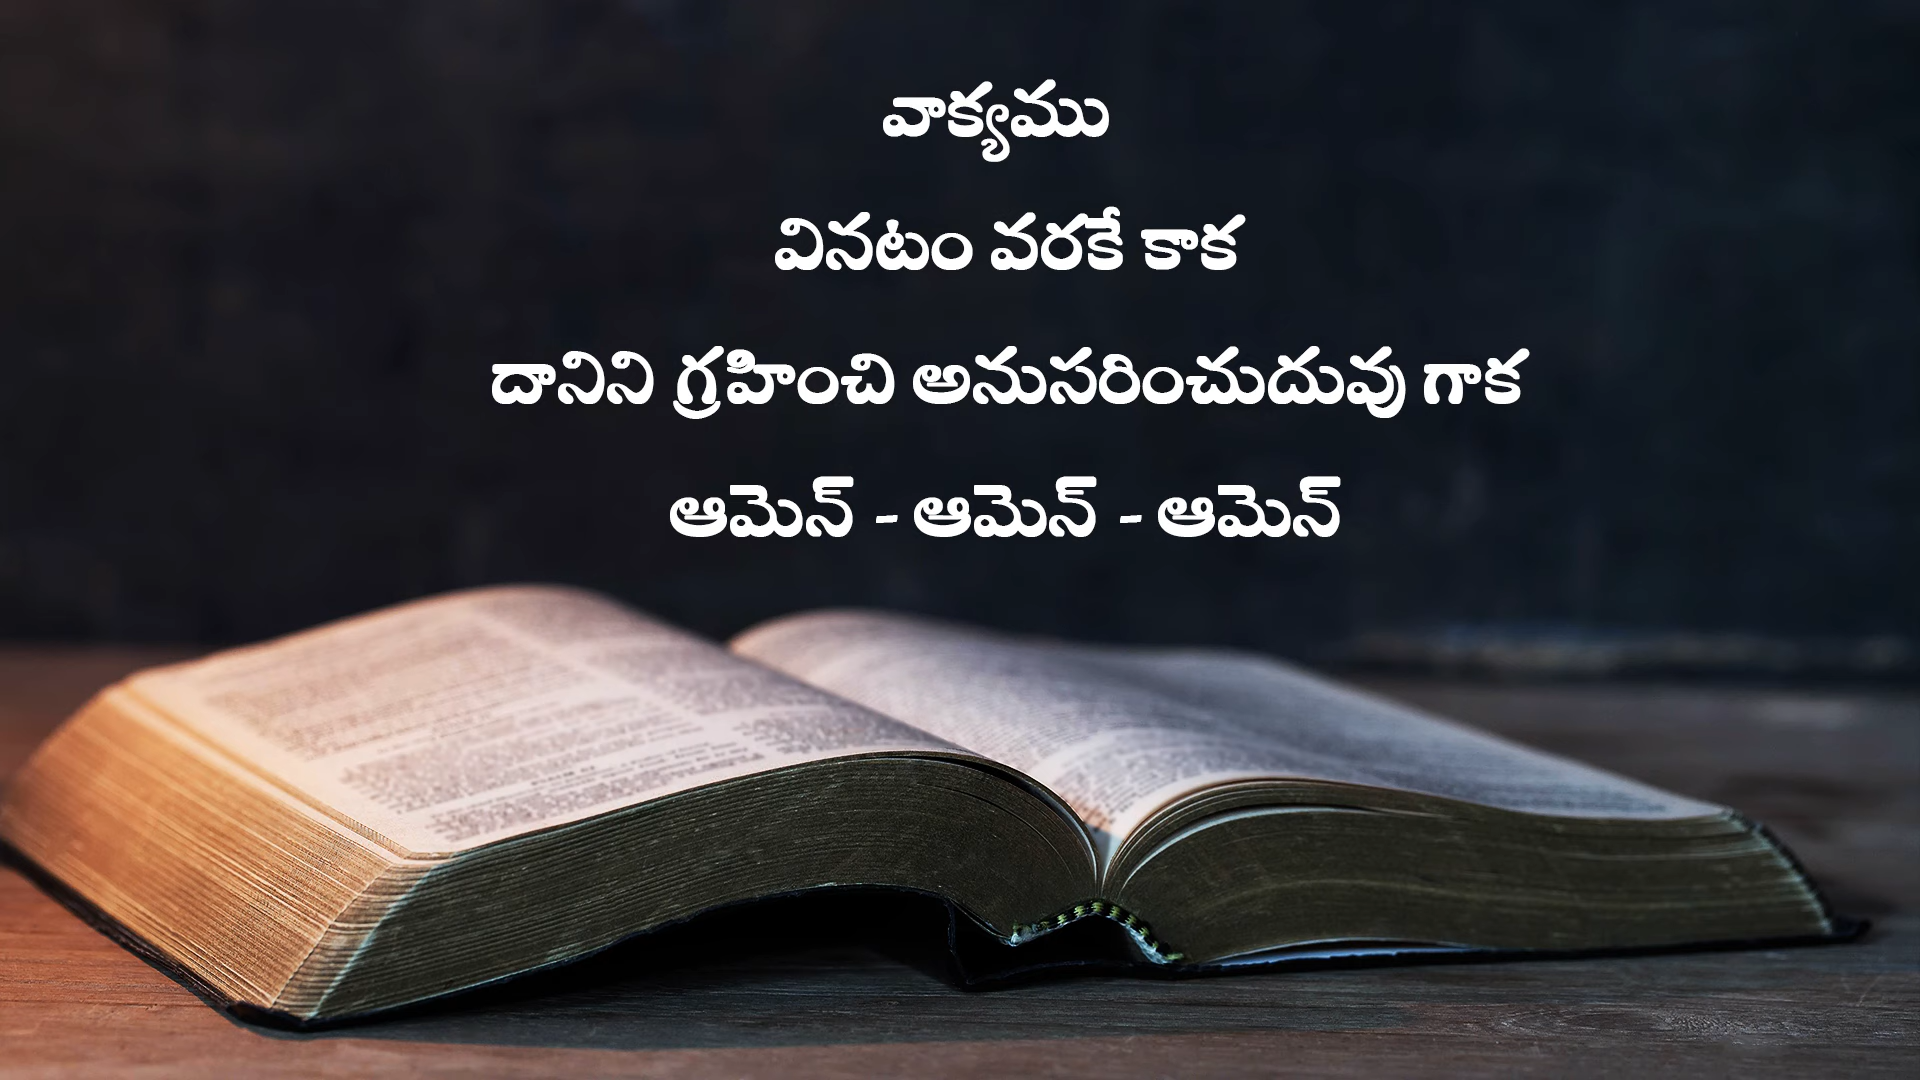 వాక్యము
వినటం వరకే కాక
దానిని గ్రహించి అనుసరించుదువు గాక
ఆమెన్ - ఆమెన్ - ఆమెన్